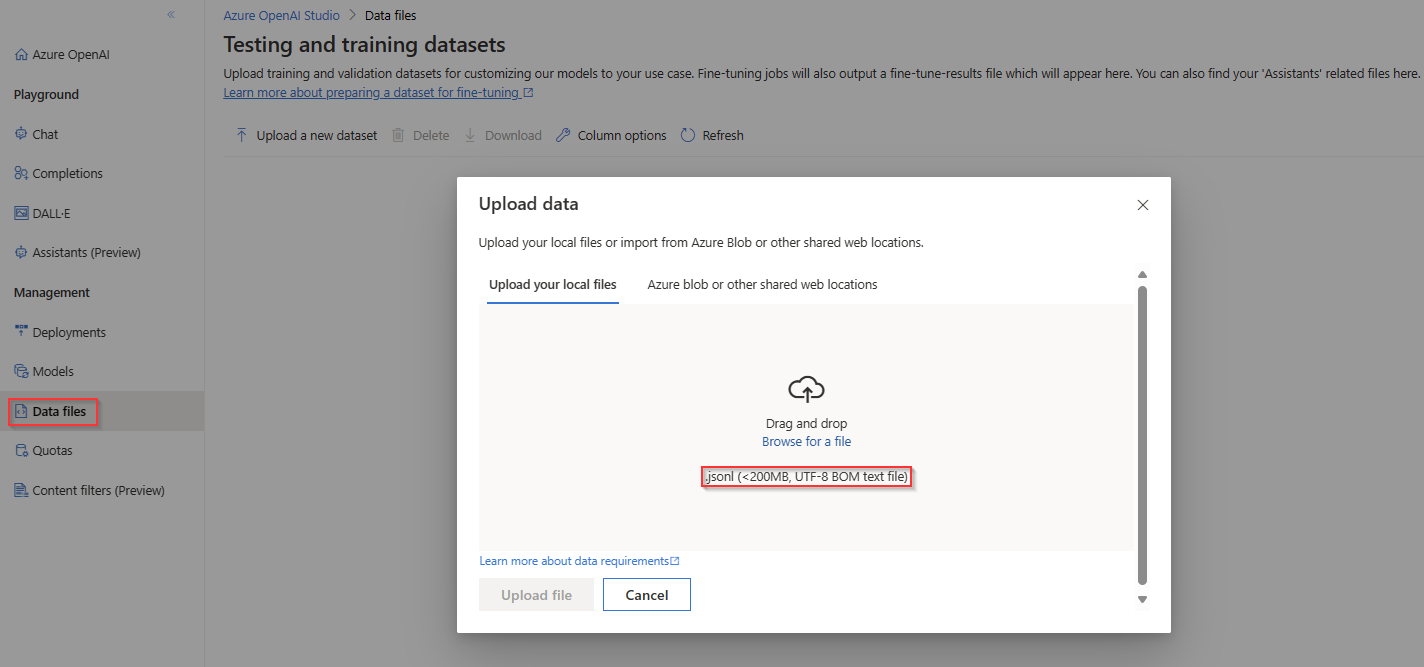 Azure OpenAI Studio > Data files
Testing and training datasets
Upload training and validation datasets for customizing our models to your use case. Fine-tuning jobs will also output a fine-tune-results file which will appear here. You can also find your 'Assistants' related files here.
Learn more about preparing a dataset for fine-tuning
Upload a new dataset Delete Download Column options Refresh
Azure OpenAI
Playground
Chat
Completions
DALL·E
Assistants (Preview)
Management
Deployments
Models
Data files
Quotas
Content filters (Preview)
Upload data
Upload your local files or import from Azure Blob or other shared web locations.
Upload your local files Azure blob or other shared web locations
Drag and drop
Browse for a file
.jsonl (<200MB, UTF-8 BOM text file)
Learn more about data requirements
Upload file Cancel